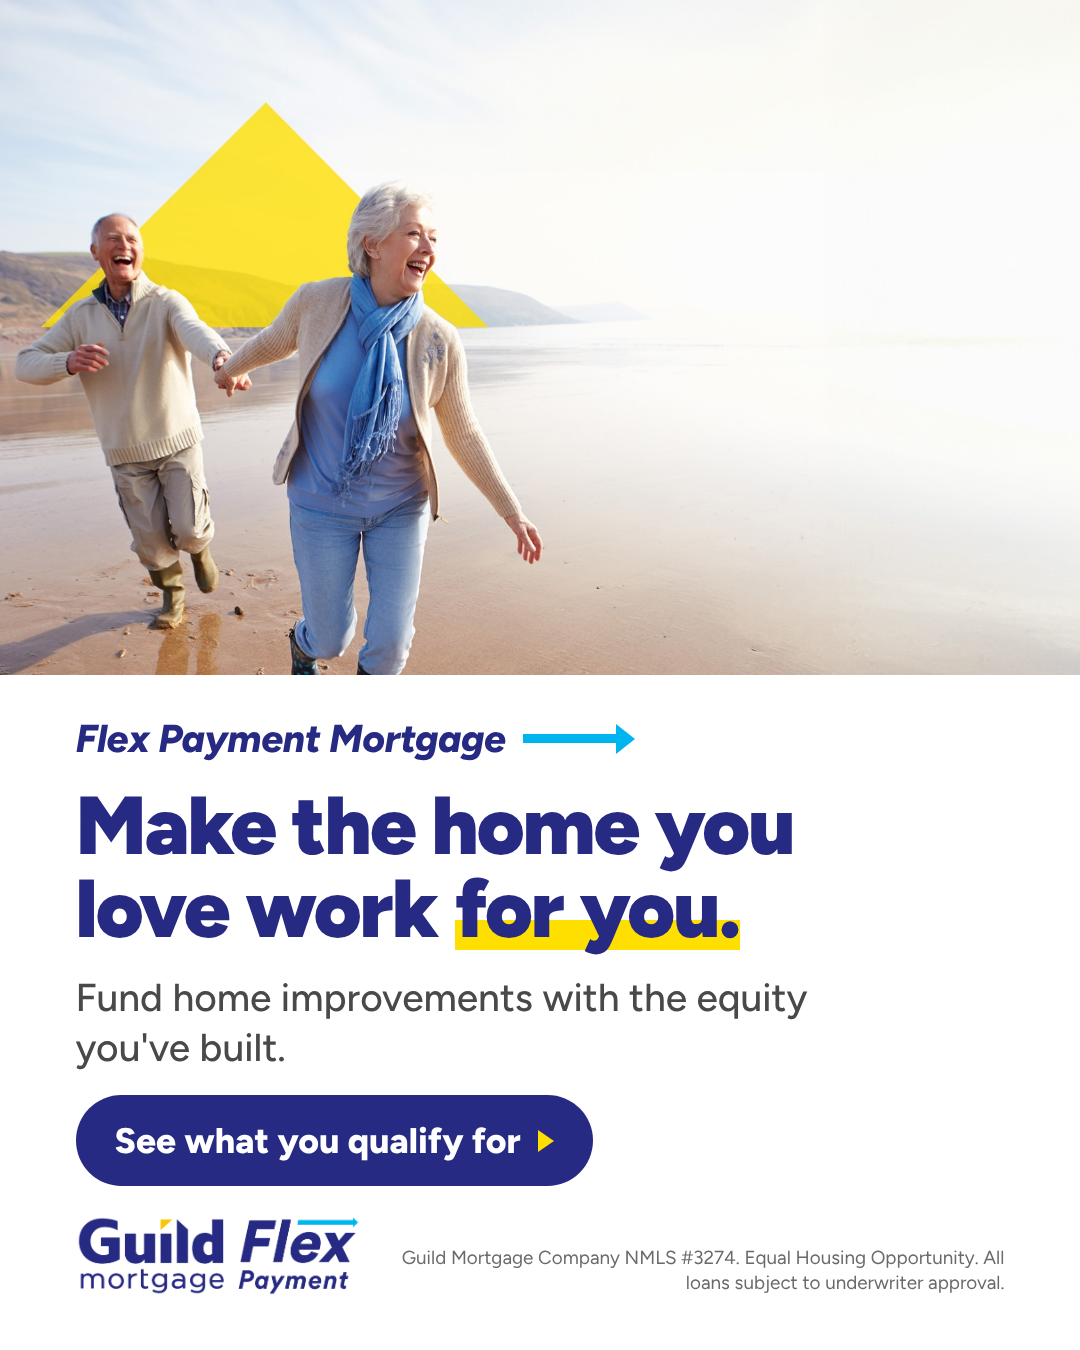 Flex Payment Mortgage
Make the home you
love work for you.
Fund home improvements with the equity
you've built.
See what you qualify for
Guild Flex
mortgage Payment
Guild Mortgage Company NMLS #3274. Equal Housing Opportunity. All
loans subject to underwriter approval.